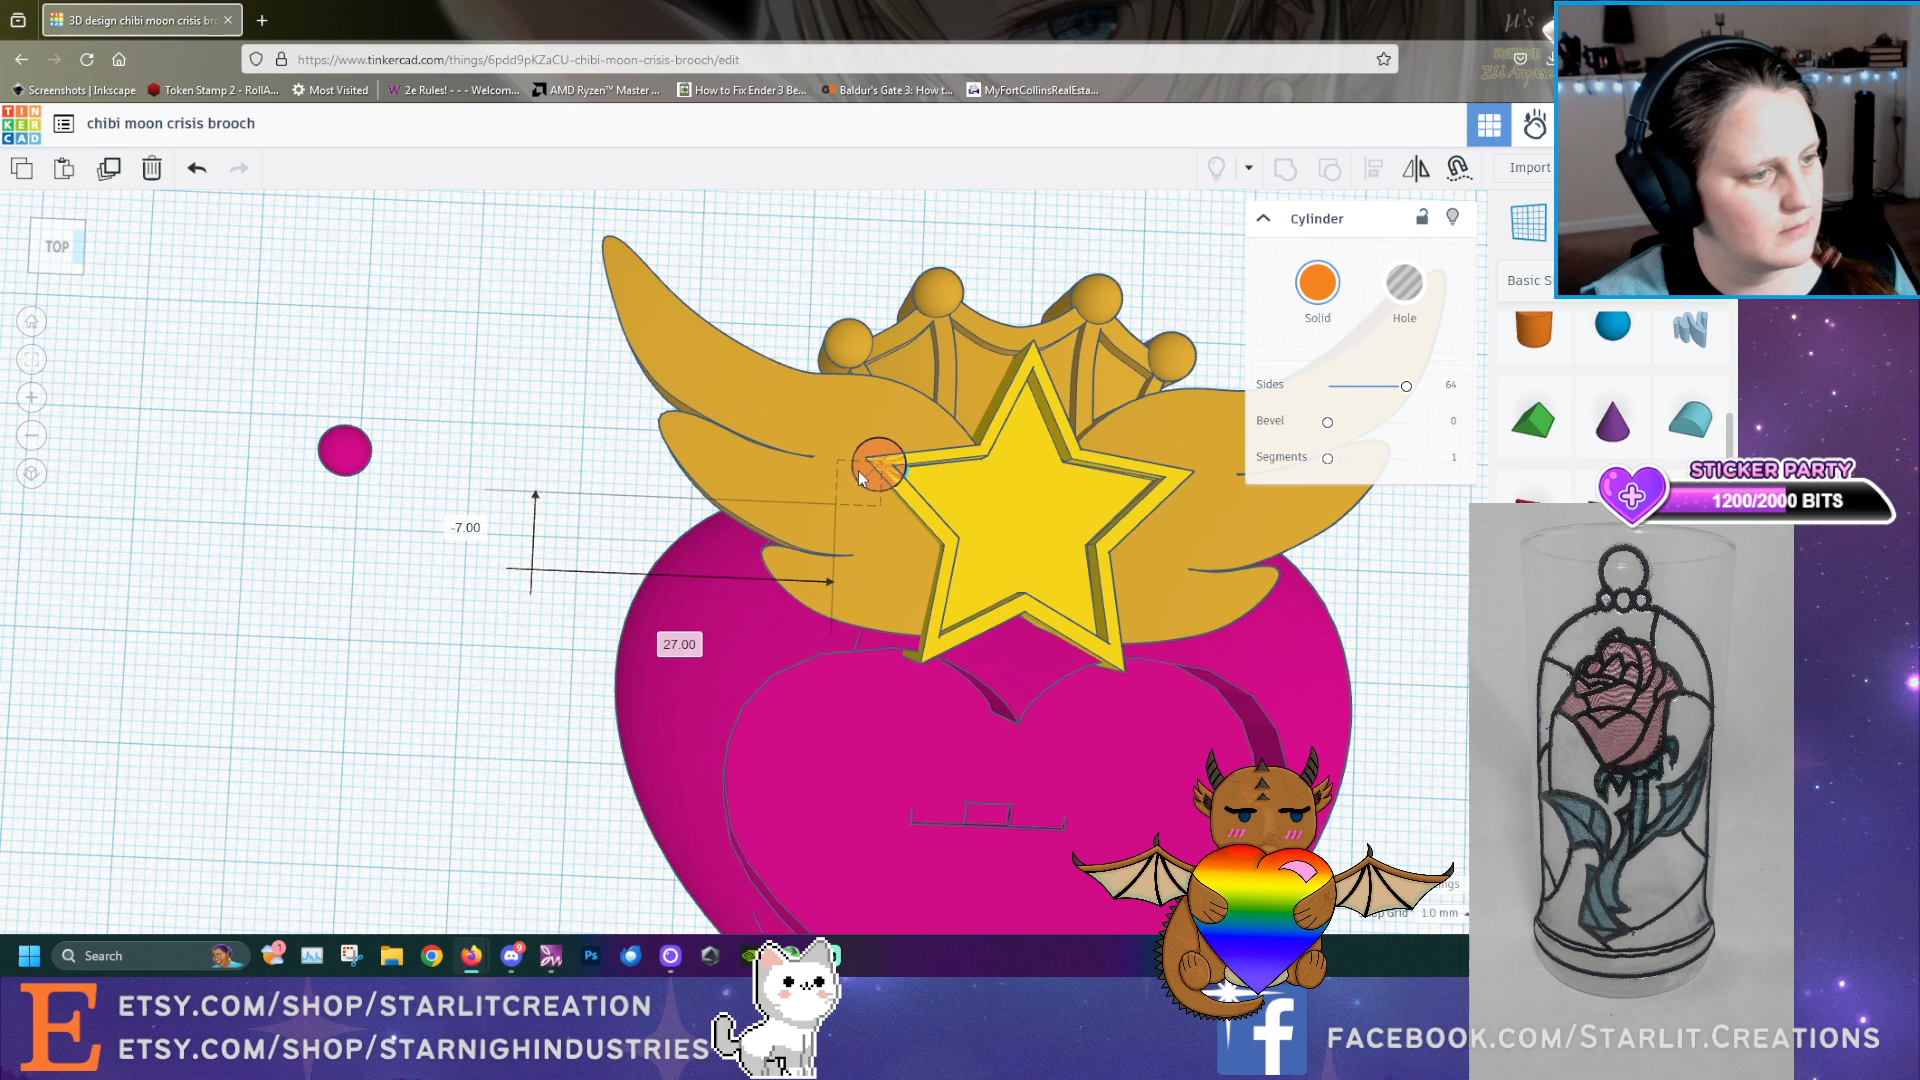 3D design chibi moon crisis bro
https://www.tinkercad.com/things/6pdd9pKZaCU-chibi-moon-crisis-brooch/edit
Screenshots | Inkscape
Token Stamp 2 - RollA...
Most Visited
2e Rules! - - - Welcom...
AMD Ryzen™ Master ...
How to Fix Ender 3 Be...
Baldur's Gate 3: How t...
MyFortCollinsRealEsta...
μ's
TIN
KER
CAD
chibi moon crisis brooch
Import
TOP
Cylinder
Solid
Hole
Basic S
Sides
64
Bevel
0
Segments
1
-7.00
27.00
STICKER PARTY
1200/2000 BITS
1.0 mm
Search
1
9
Ps
E
ETSY.COM/SHOP/STARLITCREATION
ETSY.COM/SHOP/STARNIGHINDUSTRIES
f
FACEBOOK.COM/STARLIT.CREATIONS